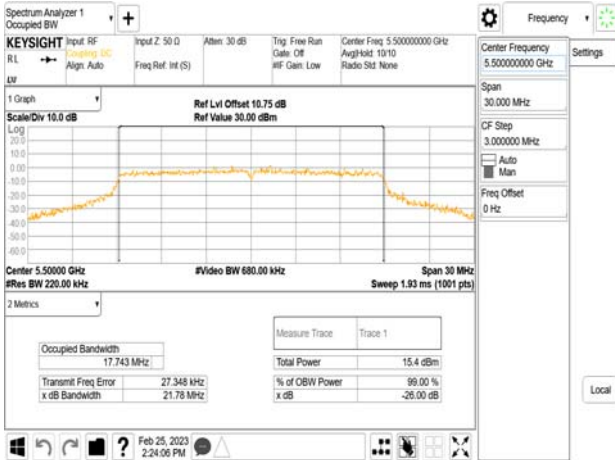 Spectrum Analyzer 1
Occupied BW
Frequency
KEYSIGHT
RL
LXI
Input: RF
Coupling: DC
Align: Auto
Input Z: 50 Ω
Freq Ref: Int (S)
Atten: 30 dB
Trig: Free Run
Gate: Off
#IF Gain: Low
Center Freq: 5.500000000 GHz
Avg|Hold: 10/10
Radio Std: None
Center Frequency
5.500000000 GHz
Settings
Span
30.000 MHz
CF Step
3.000000 MHz
Auto
Man
Freq Offset
0 Hz
Local
1 Graph
Scale/Div 10.0 dB
Ref Lvl Offset 10.75 dB
Ref Value 30.00 dBm
Log
20.0
10.0
0.00
-10.0
-20.0
-30.0
-40.0
-50.0
-60.0
Center 5.50000 GHz
#Res BW 220.00 kHz
#Video BW 680.00 kHz
Span 30 MHz
Sweep 1.93 ms (1001 pts)
2 Metrics
Measure Trace Trace 1
Occupied Bandwidth
17.743 MHz
Total Power 15.4 dBm
Transmit Freq Error 27.348 kHz
% of OBW Power 99.00 %
x dB Bandwidth 21.78 MHz
x dB -26.00 dB
Feb 25, 2023
2:24:06 PM